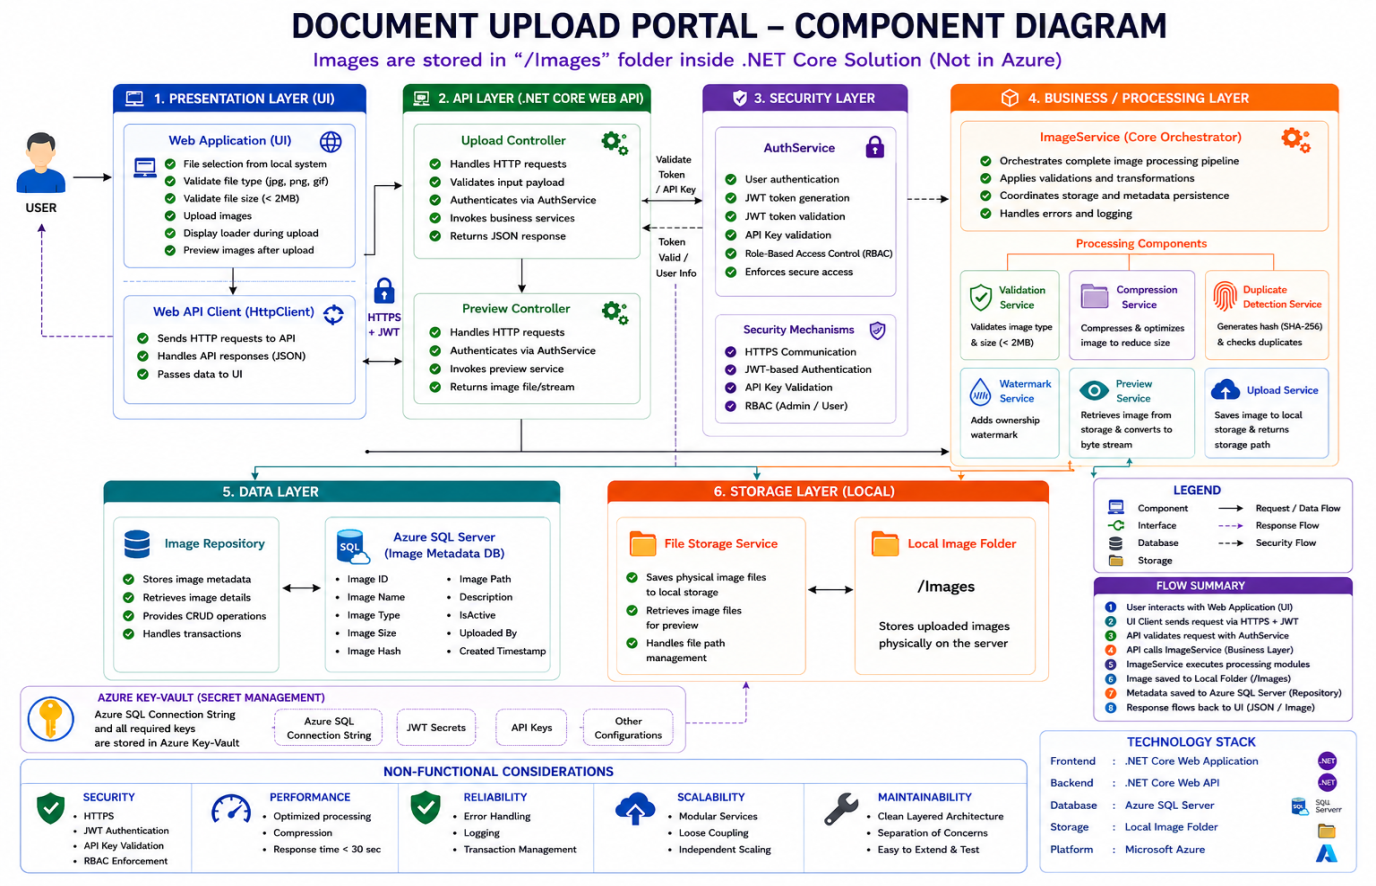 DOCUMENT UPLOAD PORTAL – COMPONENT DIAGRAM
Images are stored in “/Images” folder inside .NET Core Solution (Not in Azure)
USER
1. PRESENTATION LAYER (UI)
Web Application (UI)
File selection from local system
Validate file type (jpg, png, gif)
Validate file size (< 2MB)
Upload images
Display loader during upload
Preview images after upload
Web API Client (HttpClient)
Sends HTTP requests to API
Handles API responses (JSON)
Passes data to UI
HTTPS
+ JWT
2. API LAYER (.NET CORE WEB API)
Upload Controller
Handles HTTP requests
Validates input payload
Authenticates via AuthService
Invokes business services
Returns JSON response
Preview Controller
Handles HTTP requests
Authenticates via AuthService
Invokes preview service
Returns image file/stream
Validate
Token
/ API Key
Token
Valid /
User Info
3. SECURITY LAYER
AuthService
User authentication
JWT token generation
JWT token validation
API Key validation
Role-Based Access Control (RBAC)
Enforces secure access
Security Mechanisms
HTTPS Communication
JWT-based Authentication
API Key Validation
RBAC (Admin / User)
4. BUSINESS / PROCESSING LAYER
ImageService (Core Orchestrator)
Orchestrates complete image processing pipeline
Applies validations and transformations
Coordinates storage and metadata persistence
Handles errors and logging
Processing Components
Validation
Service
Validates image type
& size (< 2MB)
Compression
Service
Compresses & optimizes
image to reduce size
Duplicate
Detection Service
Generates hash (SHA-256)
& checks duplicates
Watermark
Service
Adds ownership
watermark
Preview
Service
Retrieves image from
storage & converts to
byte stream
Upload Service
Saves image to local
storage & returns
storage path
5. DATA LAYER
Image Repository
Stores image metadata
Retrieves image details
Provides CRUD operations
Handles transactions
SQL
Azure SQL Server
(Image Metadata DB)
• Image ID
• Image Name
• Image Type
• Image Size
• Image Hash
• Image Path
• Description
• IsActive
• Uploaded By
• Created Timestamp
6. STORAGE LAYER (LOCAL)
File Storage Service
Saves physical image files
to local storage
Retrieves image files
for preview
Handles file path
management
Local Image Folder
/Images
Stores uploaded images
physically on the server
LEGEND
Component
Interface
Database
Storage
Request / Data Flow
Response Flow
Security Flow
FLOW SUMMARY
1 User interacts with Web Application (UI)
2 UI Client sends request via HTTPS + JWT
3 API validates request with AuthService
4 API calls ImageService (Business Layer)
5 ImageService executes processing modules
6 Image saved to Local Folder (/Images)
7 Metadata saved to Azure SQL Server (Repository)
8 Response flows back to UI (JSON / Image)
AZURE KEY-VAULT (SECRET MANAGEMENT)
Azure SQL Connection String
and all required keys
are stored in Azure Key-Vault
Azure SQL
Connection String
JWT Secrets
API Keys
Other
Configurations
NON-FUNCTIONAL CONSIDERATIONS
SECURITY
• HTTPS
• JWT Authentication
• API Key Validation
• RBAC Enforcement
PERFORMANCE
• Optimized processing
• Compression
• Response time < 30 sec
RELIABILITY
• Error Handling
• Logging
• Transaction Management
SCALABILITY
• Modular Services
• Loose Coupling
• Independent Scaling
MAINTAINABILITY
• Clean Layered Architecture
• Separation of Concerns
• Easy to Extend & Test
TECHNOLOGY STACK
Frontend : .NET Core Web Application .NET
Backend : .NET Core Web API .NET
Database : Azure SQL Server SQL
Storage : Local Image Folder
Platform : Microsoft Azure